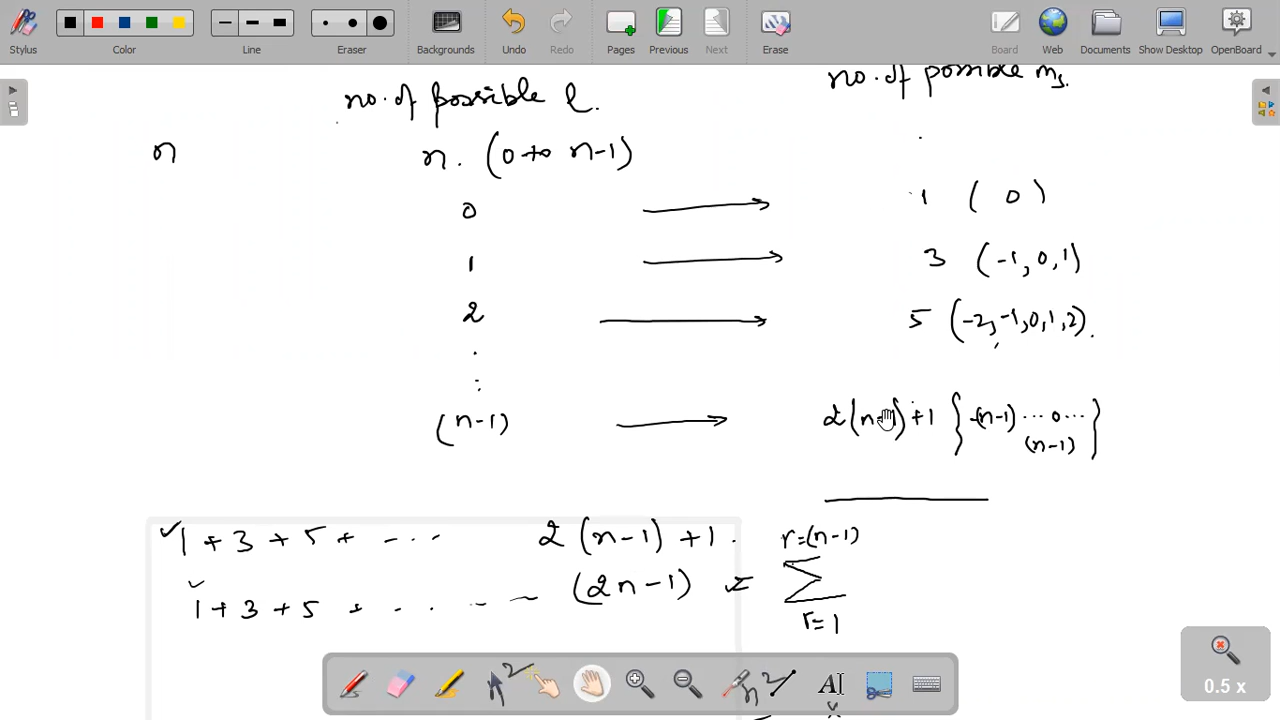 Stylus Color Line Eraser Backgrounds Undo Redo Pages Previous Next Erase Board Web Documents Show Desktop OpenBoard
no. of possible l. no. of possible ms.
n n. (0 to n-1)
0 → 1 ( 0 )
1 → 3 (-1, 0, 1)
2 → 5 (-2, -1, 0, 1, 2).
(n-1) → 2(n-1)+1 { -(n-1) ... 0 ...
(n-1) }
1 + 3 + 5 + ... 2 (n-1) + 1. r=(n-1)
1 + 3 + 5 + ... (2n-1) = Σ
r=1
0.5 x